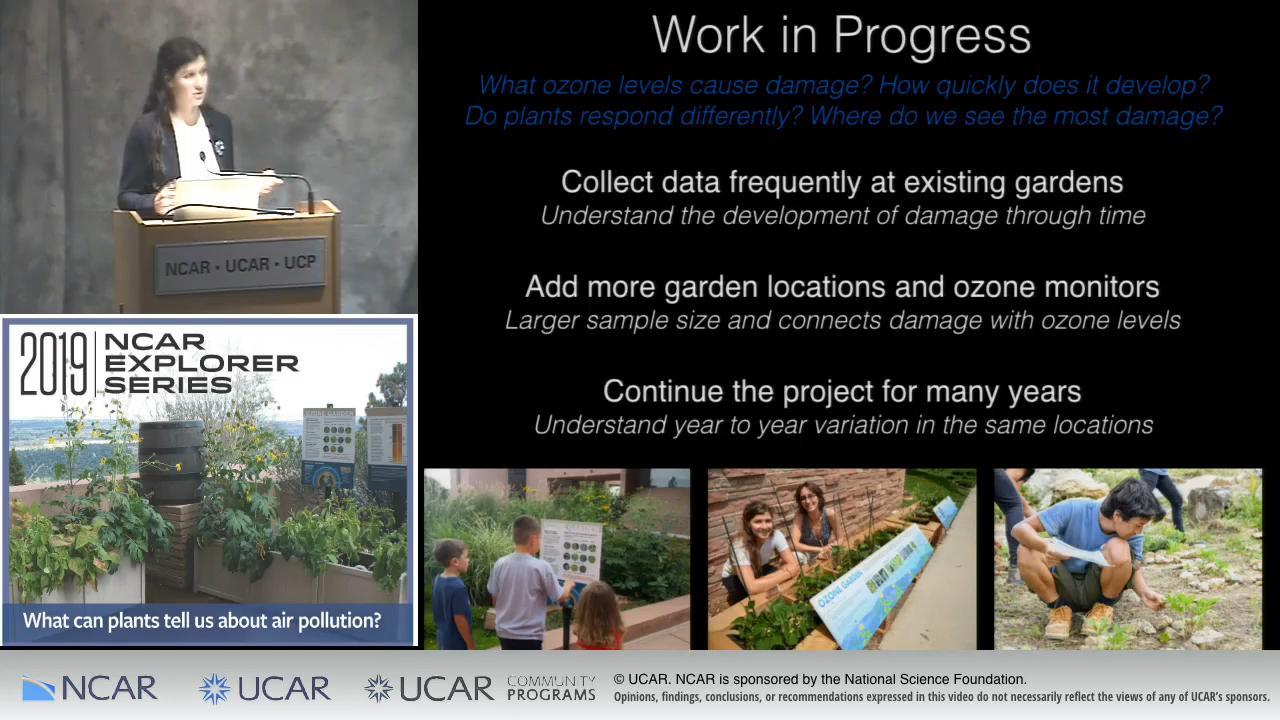 Work in Progress
What ozone levels cause damage? How quickly does it develop?
Do plants respond differently? Where do we see the most damage?
Collect data frequently at existing gardens
Understand the development of damage through time
Add more garden locations and ozone monitors
Larger sample size and connects damage with ozone levels
Continue the project for many years
Understand year to year variation in the same locations
NCAR • UCAR • UCP
2019 NCAR
EXPLORER
SERIES
OZONE GARDEN
What can plants tell us about air pollution?
OZONE GARDEN
NCAR
UCAR
UCAR
COMMUNITY
PROGRAMS
© UCAR. NCAR is sponsored by the National Science Foundation.
Opinions, findings, conclusions, or recommendations expressed in this video do not necessarily reflect the views of any of UCAR's sponsors.